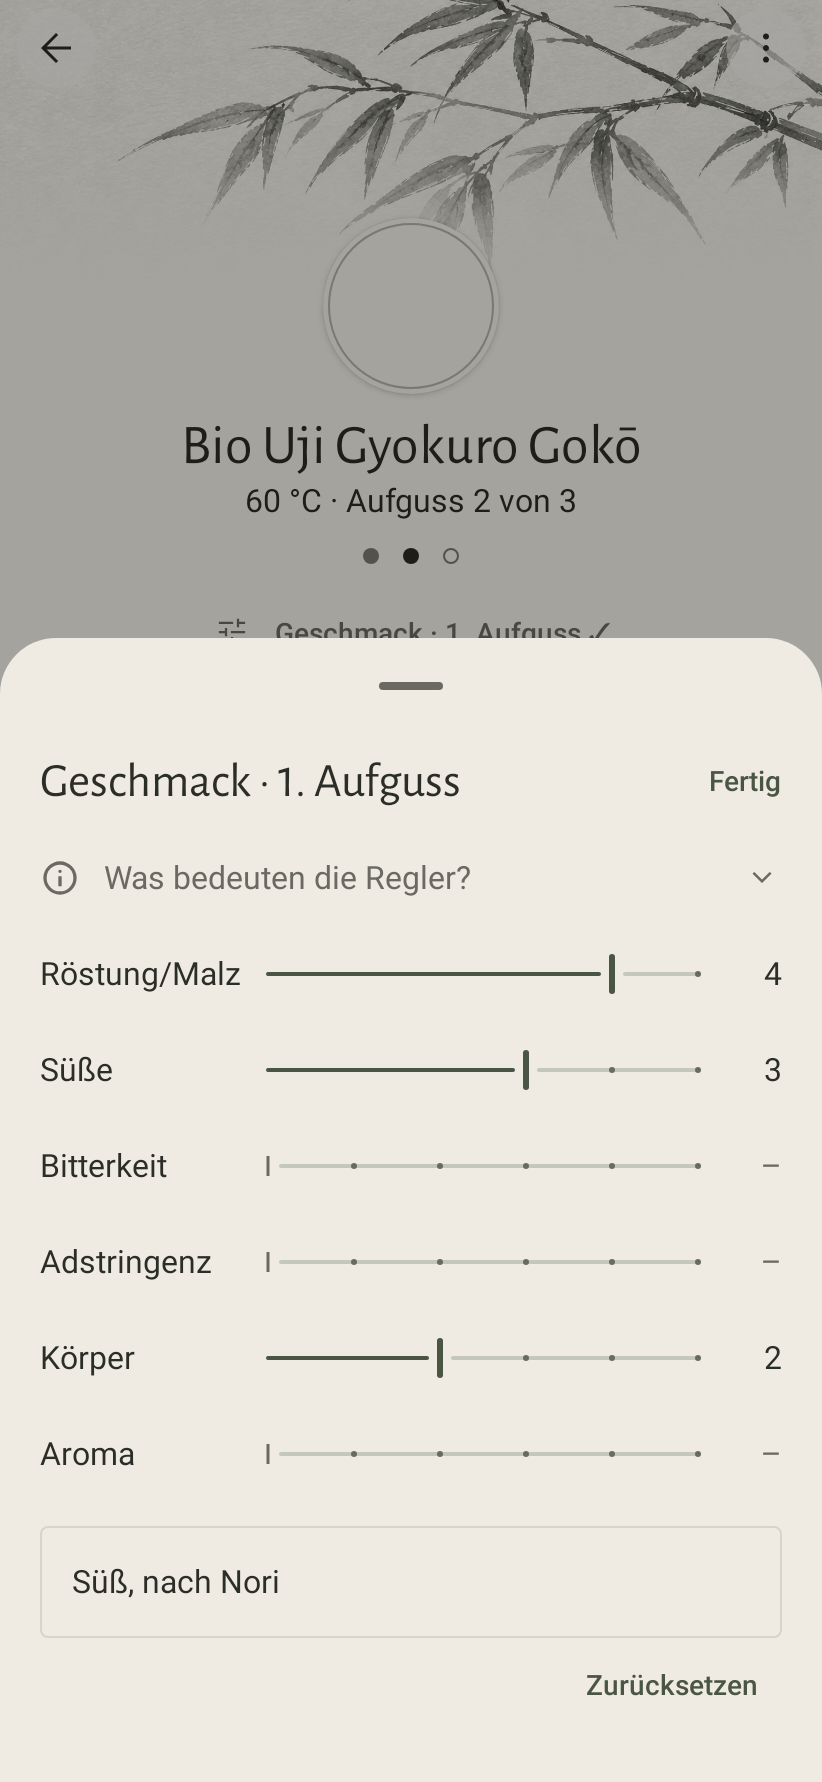 Bio Uji Gyokuro Gokō
60 °C · Aufguss 2 von 3
Geschmack · 1. Aufguss ✓
Geschmack · 1. Aufguss
Fertig
Was bedeuten die Regler?
Röstung/Malz 4
Süße 3
Bitterkeit –
Adstringenz –
Körper 2
Aroma –
Süß, nach Nori
Zurücksetzen